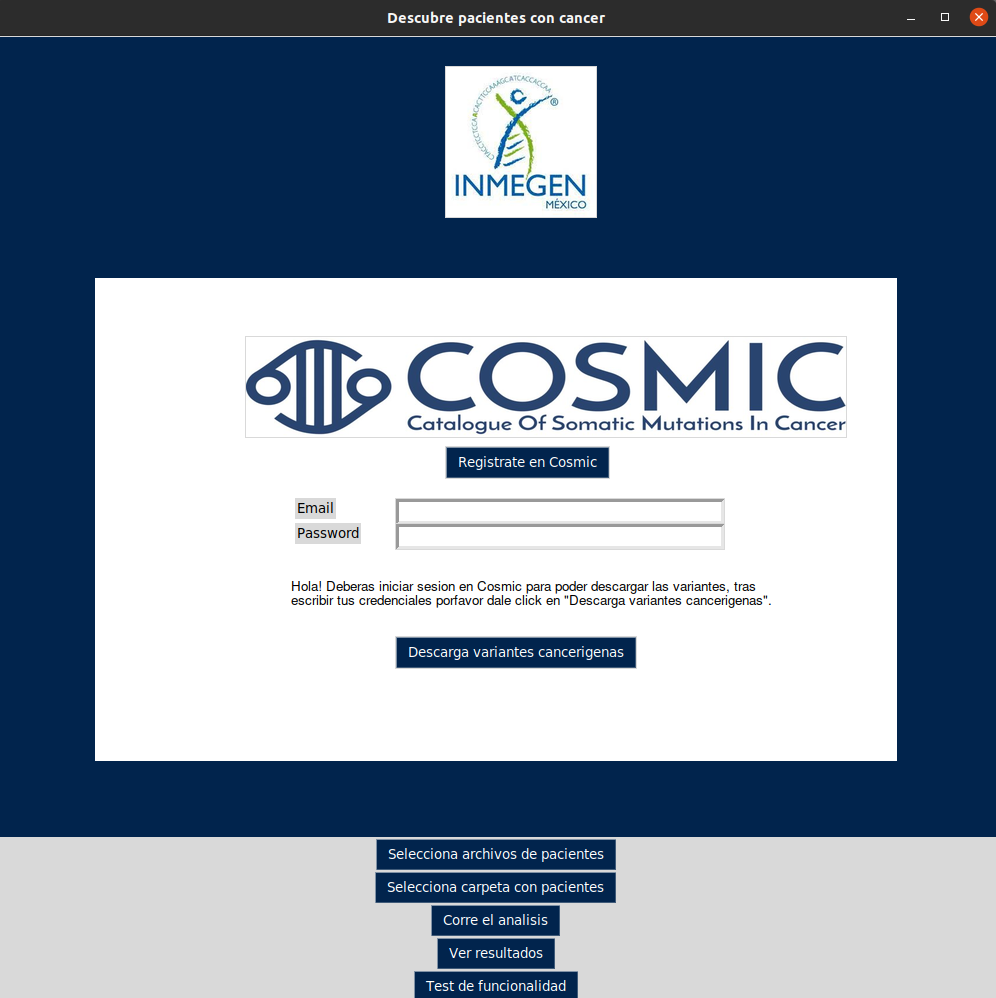 Descubre pacientes con cancer
CTACCTTCTCCAACACTTCCAAAGCATCACCACCAA
®
INMEGEN
MÉXICO
COSMIC
Catalogue Of Somatic Mutations In Cancer
Registrate en Cosmic
Email
Password
Hola! Deberas iniciar sesion en Cosmic para poder descargar las variantes, tras
escribir tus credenciales porfavor dale click en "Descarga variantes cancerigenas".
Descarga variantes cancerigenas
Selecciona archivos de pacientes
Selecciona carpeta con pacientes
Corre el analisis
Ver resultados
Test de funcionalidad